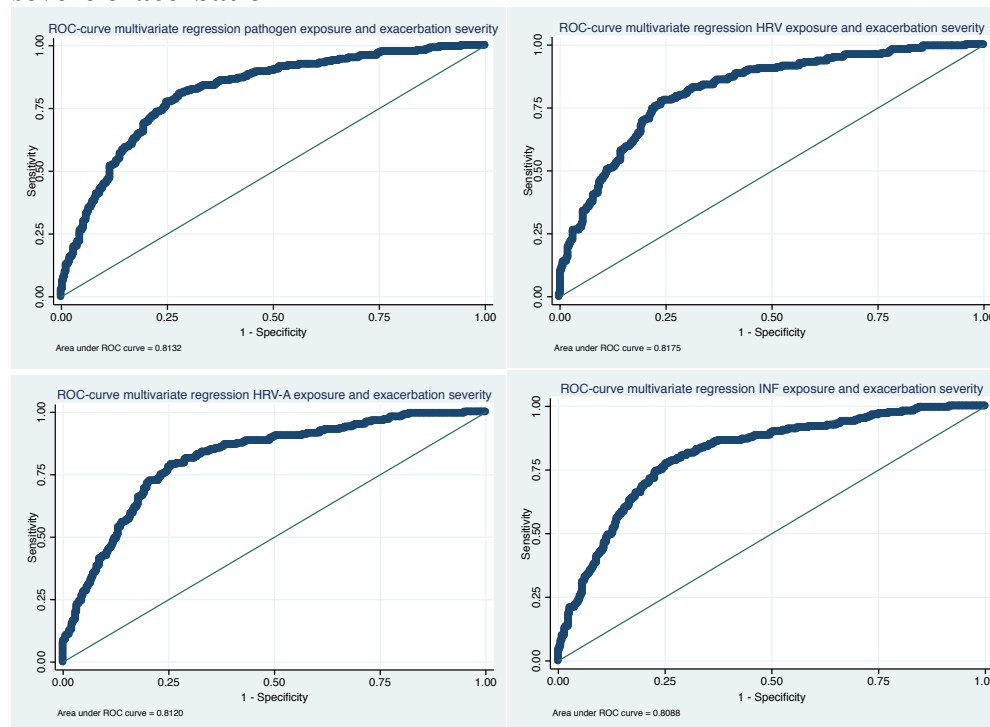 ROC-curve multivariate regression pathogen exposure and exacerbation severity
1.00
0.75
0.50
0.25
0.00
Sensitivity
0.00 0.25 0.50 0.75 1.00
1 - Specificity
Area under ROC curve = 0.8132
ROC-curve multivariate regression HRV exposure and exacerbation severity
1.00
0.75
0.50
0.25
0.00
Sensitivity
0.00 0.25 0.50 0.75 1.00
1 - Specificity
Area under ROC curve = 0.8175
ROC-curve multivariate regression HRV-A exposure and exacerbation severity
1.00
0.75
0.50
0.25
0.00
Sensitivity
0.00 0.25 0.50 0.75 1.00
1 - Specificity
Area under ROC curve = 0.8120
ROC-curve multivariate regression INF exposure and exacerbation severity
1.00
0.75
0.50
0.25
0.00
Sensitivity
0.00 0.25 0.50 0.75 1.00
1 - Specificity
Area under ROC curve = 0.8088